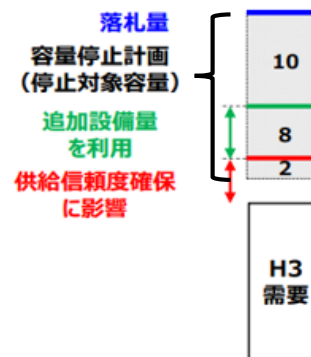 落札量
容量停止計画
（停止対象容量）
追加設備量
を利用
供給信頼度確保
に影響
10
8
2
H3
需要